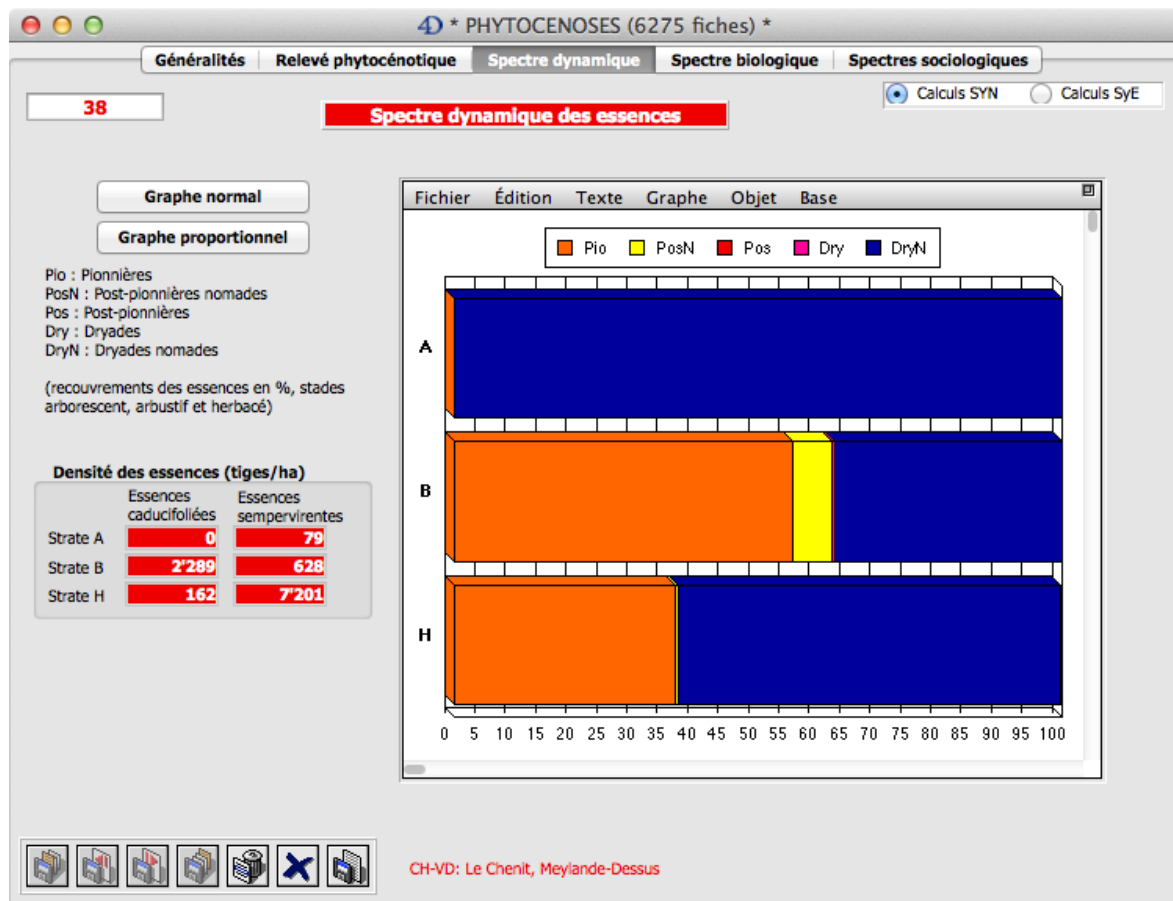 4D * PHYTOCENOSES (6275 fiches) *
Généralités Relevé phytocénotique Spectre dynamique Spectre biologique Spectres sociologiques
38
Spectre dynamique des essences
Calculs SYN Calculs SyE
Graphe normal
Graphe proportionnel
Pio : Pionnières
PosN : Post-pionnières nomades
Pos : Post-pionnières
Dry : Dryades
DryN : Dryades nomades
(recouvrements des essences en %, stades
arborescent, arbustif et herbacé)
Densité des essences (tiges/ha)
Essences Essences
caducifoliées sempervirentes
Strate A 0 79
Strate B 2'289 628
Strate H 162 7'201
Fichier Édition Texte Graphe Objet Base
Pio PosN Pos Dry DryN
A
B
H
0 5 10 15 20 25 30 35 40 45 50 55 60 65 70 75 80 85 90 95 100
CH-VD: Le Chenit, Meylande-Dessus